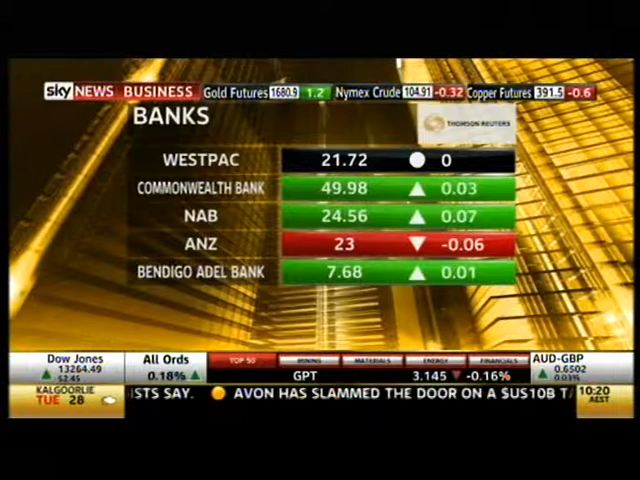 sky NEWS BUSINESS Gold Futures 1680.9 1.2 Nymex Crude 104.91 -0.32 Copper Futures 391.5 -0.6
BANKS
THOMSON REUTERS
WESTPAC 21.72 0
COMMONWEALTH BANK 49.98 ▲ 0.03
NAB 24.56 ▲ 0.07
ANZ 23 ▼ -0.06
BENDIGO ADEL BANK 7.68 ▲ 0.01
Dow Jones
▲ 13264.49
52.45
All Ords
0.18% ▲
TOP 50 MINING MATERIALS ENERGY FINANCIALS
GPT 3.145 ▼ -0.16%
AUD-GBP
▲ 0.6502
0.03%
KALGOORLIE
TUE 28
ISTS SAY. AVON HAS SLAMMED THE DOOR ON A $US10B T
10:20
AEST